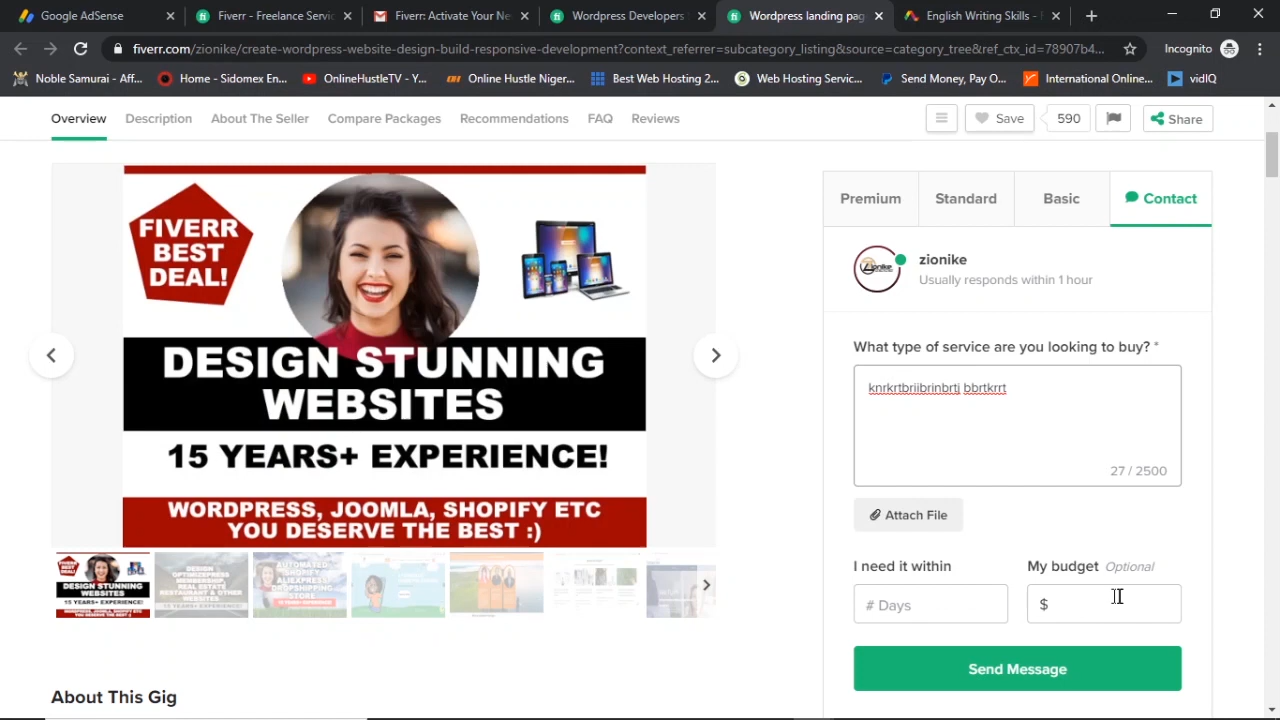 Google AdSense
Fiverr - Freelance Servic
Fiverr: Activate Your Ne
Wordpress Developers
Wordpress landing pag
English Writing Skills -
fiverr.com/zionike/create-wordpress-website-design-build-responsive-development?context_referrer=subcategory_listing&source=category_tree&ref_ctx_id=78907b4...
Incognito
Noble Samurai - Aff...
Home - Sidomex En...
OnlineHustleTV - Y...
Online Hustle Niger...
Best Web Hosting 2...
Web Hosting Servic...
Send Money, Pay O...
International Online...
vidIQ
Overview
Description
About The Seller
Compare Packages
Recommendations
FAQ
Reviews
Save
590
Share
FIVERR
BEST
DEAL!
DESIGN STUNNING
WEBSITES
15 YEARS+ EXPERIENCE!
WORDPRESS, JOOMLA, SHOPIFY ETC
YOU DESERVE THE BEST :)
Premium
Standard
Basic
Contact
zionike
Usually responds within 1 hour
What type of service are you looking to buy? *
knrkrtbriibrinbrtj bbrtkrrt
27 / 2500
Attach File
I need it within
My budget Optional
# Days
$
Send Message
About This Gig